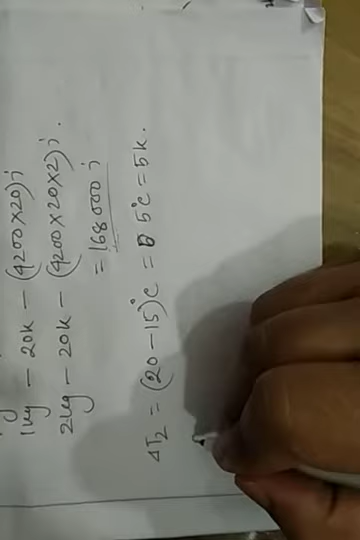 1kg — 20K — (4200×20) j
2kg — 20K — (4200×20×2) j.
= 168000 j
ΔT₂ = (20 − 15)°C = 5°C = 5K.